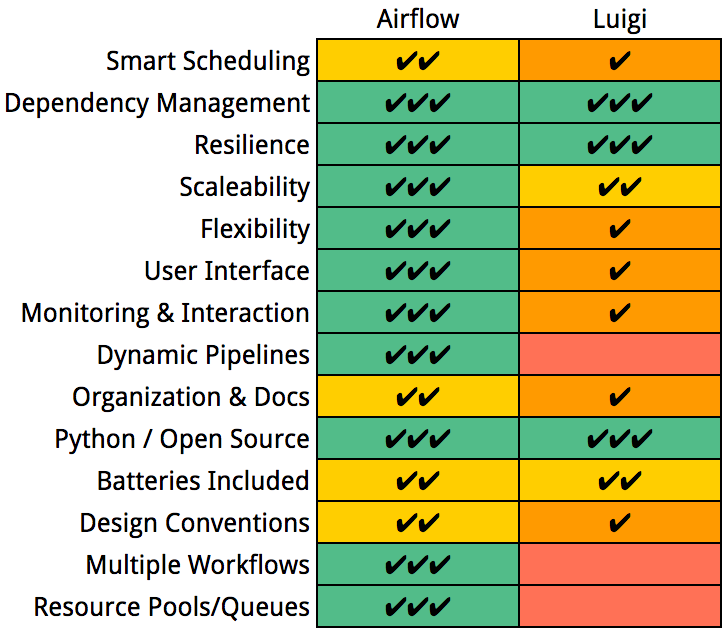 Airflow Luigi
Smart Scheduling ✔✔ ✔
Dependency Management ✔✔✔ ✔✔✔
Resilience ✔✔✔ ✔✔✔
Scaleability ✔✔✔ ✔✔
Flexibility ✔✔✔ ✔
User Interface ✔✔✔ ✔
Monitoring & Interaction ✔✔✔ ✔
Dynamic Pipelines ✔✔✔
Organization & Docs ✔✔ ✔
Python / Open Source ✔✔✔ ✔✔✔
Batteries Included ✔✔ ✔✔
Design Conventions ✔✔ ✔
Multiple Workflows ✔✔✔
Resource Pools/Queues ✔✔✔